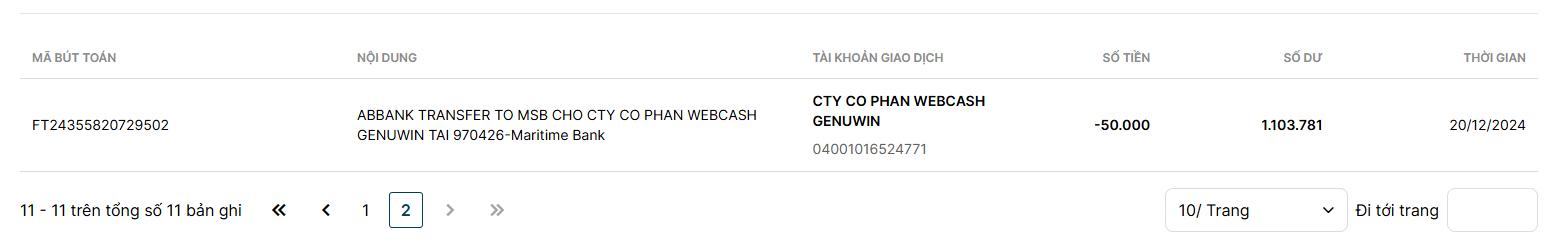 MÃ BÚT TOÁN NỘI DUNG TÀI KHOẢN GIAO DỊCH SỐ TIỀN SỐ DƯ THỜI GIAN
FT24355820729502
ABBANK TRANSFER TO MSB CHO CTY CO PHAN WEBCASH
GENUWIN TAI 970426-Maritime Bank
CTY CO PHAN WEBCASH
GENUWIN
04001016524771
-50.000
1.103.781
20/12/2024
11 - 11 trên tổng số 11 bản ghi 1 2 10/ Trang Đi tới trang